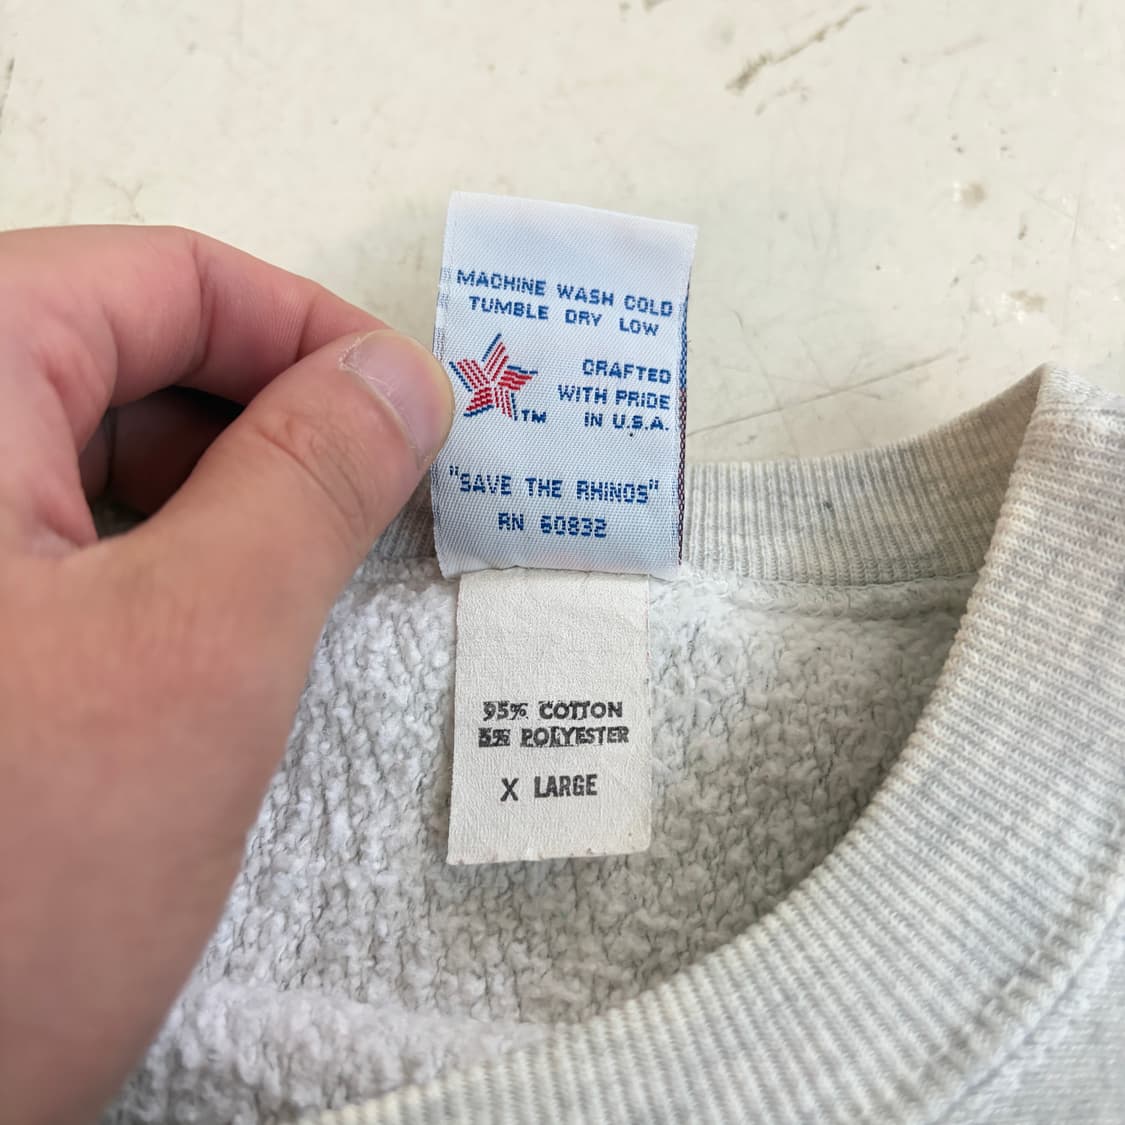 MACHINE WASH COLD
TUMBLE DRY LOW
CRAFTED
WITH PRIDE
IN U.S.A.
TM
"SAVE THE RHINOS"
RN 60832
95% COTTON
5% POLYESTER
X LARGE